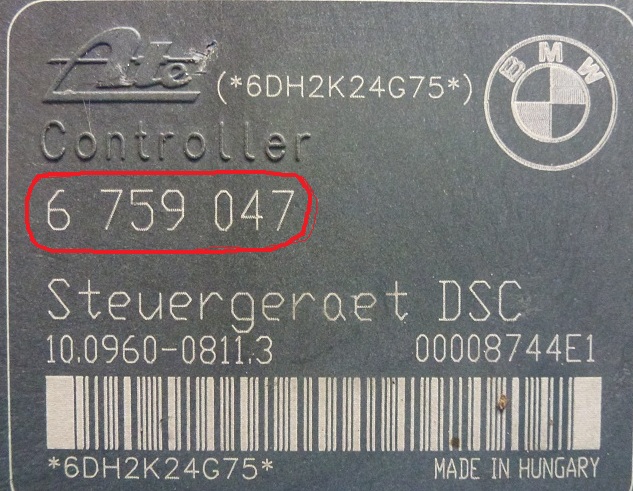 Ate (*6DH2K24G75*) BMW
Controller
6 759 047
Steuergeraet DSC
10.0960-0811.3 00008744E1
*6DH2K24G75* MADE IN HUNGARY